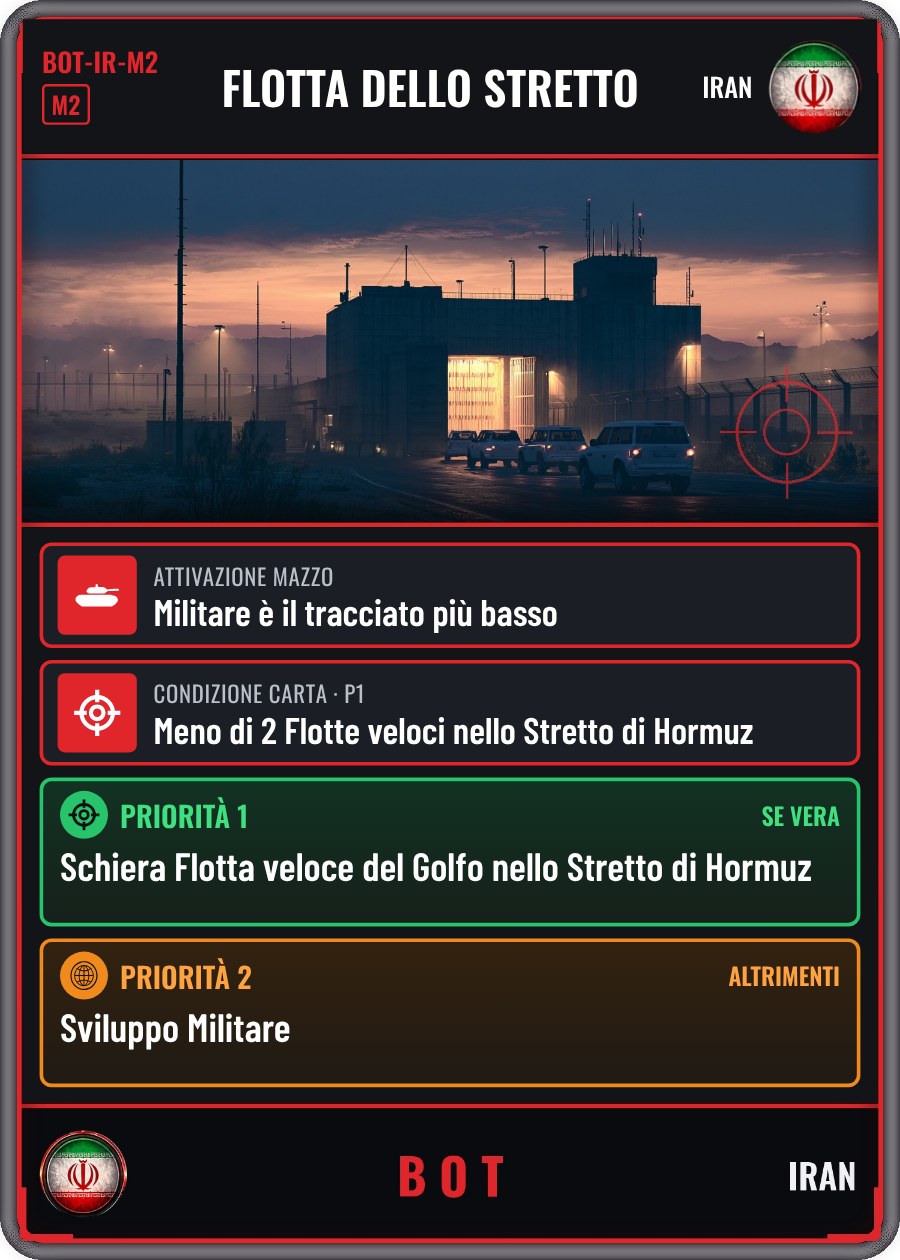 BOT-IR-M2
M2
FLOTTA DELLO STRETTO
IRAN
ATTIVAZIONE MAZZO
Militare è il tracciato più basso
CONDIZIONE CARTA · P1
Meno di 2 Flotte veloci nello Stretto di Hormuz
PRIORITÀ 1
SE VERA
Schiera Flotta veloce del Golfo nello Stretto di Hormuz
PRIORITÀ 2
ALTRIMENTI
Sviluppo Militare
BOT
IRAN